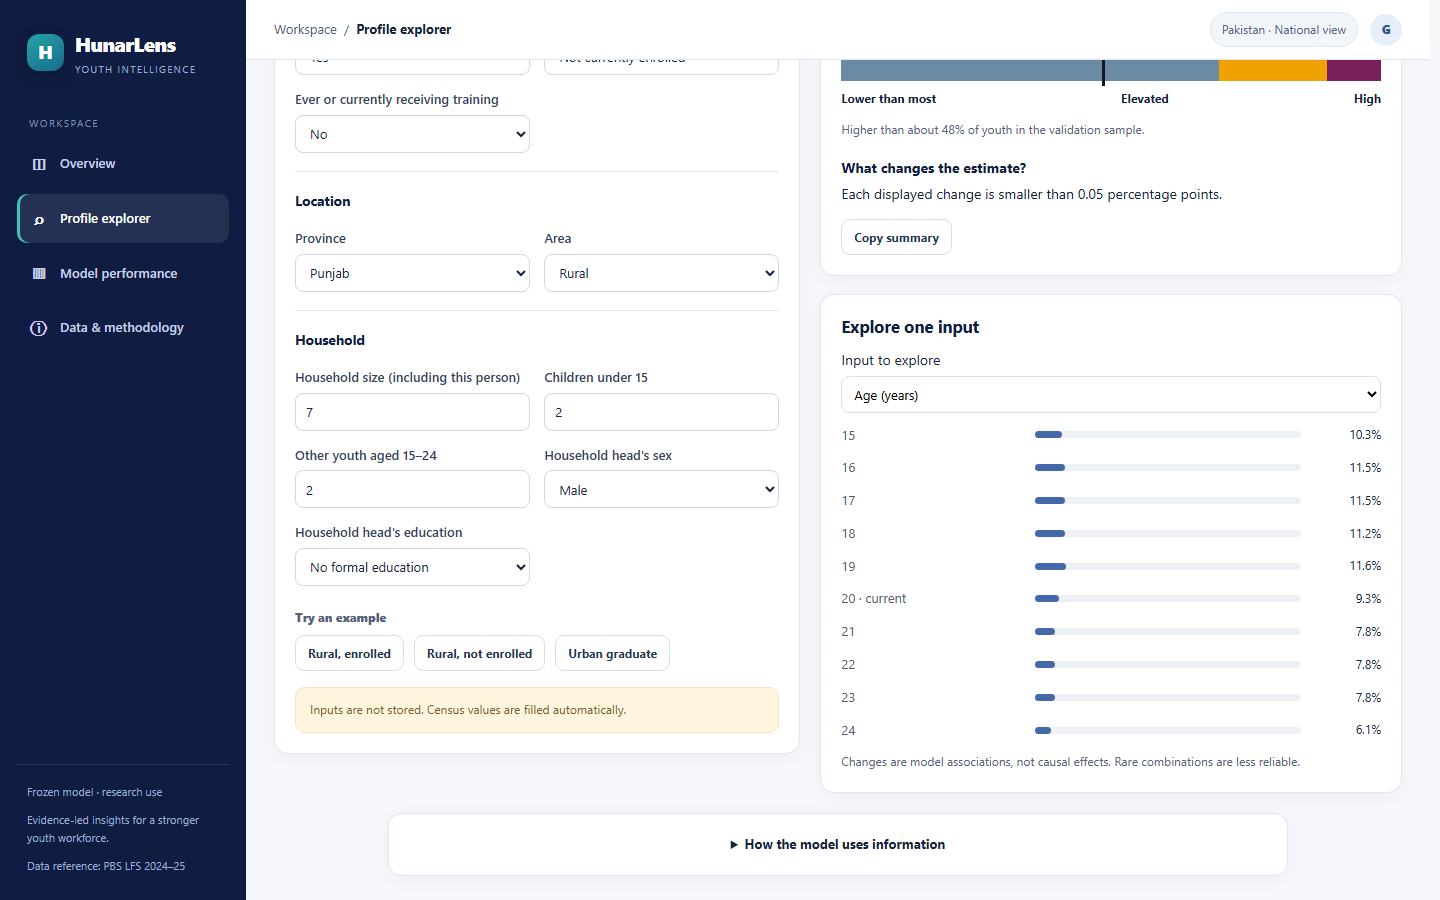 H
HunarLens
YOUTH INTELLIGENCE
WORKSPACE
Overview
Profile explorer
Model performance
Data & methodology
Frozen model · research use
Evidence-led insights for a stronger
youth workforce.
Data reference: PBS LFS 2024–25
Workspace / Profile explorer
Pakistan · National view
G
Not currently enrolled
Ever or currently receiving training
No
Location
Province
Area
Punjab
Rural
Household
Household size (including this person)
Children under 15
7
2
Other youth aged 15–24
Household head's sex
2
Male
Household head's education
No formal education
Try an example
Rural, enrolled
Rural, not enrolled
Urban graduate
Inputs are not stored. Census values are filled automatically.
Lower than most
Elevated
High
Higher than about 48% of youth in the validation sample.
What changes the estimate?
Each displayed change is smaller than 0.05 percentage points.
Copy summary
Explore one input
Input to explore
Age (years)
15 10.3%
16 11.5%
17 11.5%
18 11.2%
19 11.6%
20 · current 9.3%
21 7.8%
22 7.8%
23 7.8%
24 6.1%
Changes are model associations, not causal effects. Rare combinations are less reliable.
How the model uses information